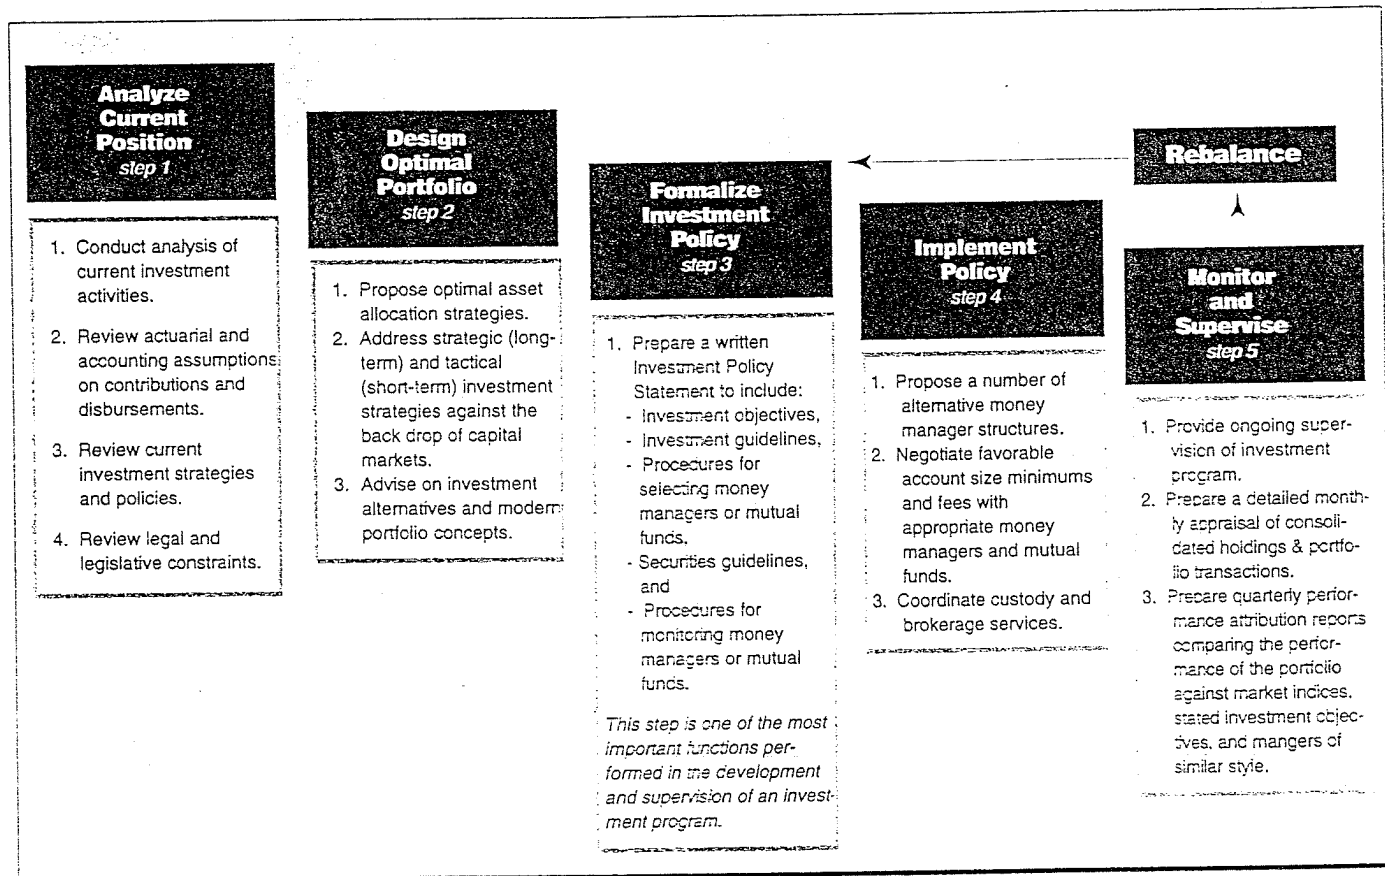 Analyze
Current
Position
step 1
1. Conduct analysis of
current investment
activities.
2. Review actuarial and
accounting assumptions
on contributions and
disbursements.
3. Review current
investment strategies
and policies.
4. Review legal and
legislative constraints.
Design
Optimal
Portfolio
step 2
1. Propose optimal asset
allocation strategies.
2. Address strategic (long-
term) and tactical
(short-term) investment
strategies against the
back drop of capital
markets.
3. Advise on investment
alternatives and modern
portfolio concepts.
Formalize
Investment
Policy
step 3
1. Prepare a written
Investment Policy
Statement to include:
- Investment objectives,
- Investment guidelines,
- Procedures for
selecting money
managers or mutual
funds.
- Securities guidelines,
and
- Procedures for
monitoring money
managers or mutual
funds.
This step is one of the most
important functions per-
formed in the development
and supervision of an invest-
ment program.
Implement
Policy
step 4
1. Propose a number of
alternative money
manager structures.
2. Negotiate favorable
account size minimums
and fees with
appropriate money
managers and mutual
funds.
3. Coordinate custody and
brokerage services.
Rebalance
Monitor
and
Supervise
step 5
1. Provide ongoing super-
vision of investment
program.
2. Prepare a detailed month-
ly appraisal of consoli-
dated holdings & portfo-
lio transactions.
3. Prepare quarterly perfor-
mance attribution reports
comparing the perfor-
mance of the portfolio
against market indices,
stated investment objec-
tives, and mangers of
similar style.